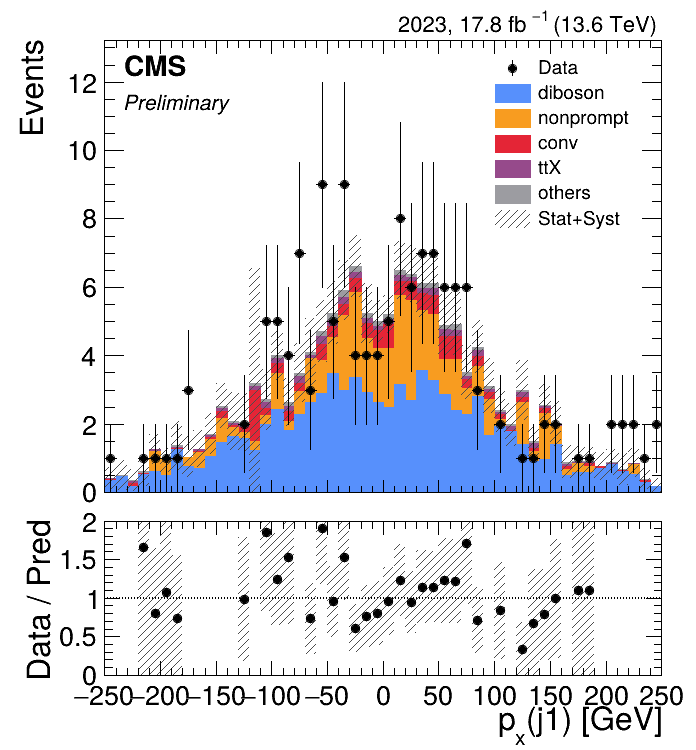 2023, 17.8 fb⁻¹ (13.6 TeV)
Events
CMS
Preliminary
Data
diboson
nonprompt
conv
ttX
others
Stat+Syst
12
10
8
6
4
2
0
Data / Pred
2
1.5
1
0.5
0
−250 −200 −150 −100 −50 0 50 100 150 200 250
pₓ(j1) [GeV]